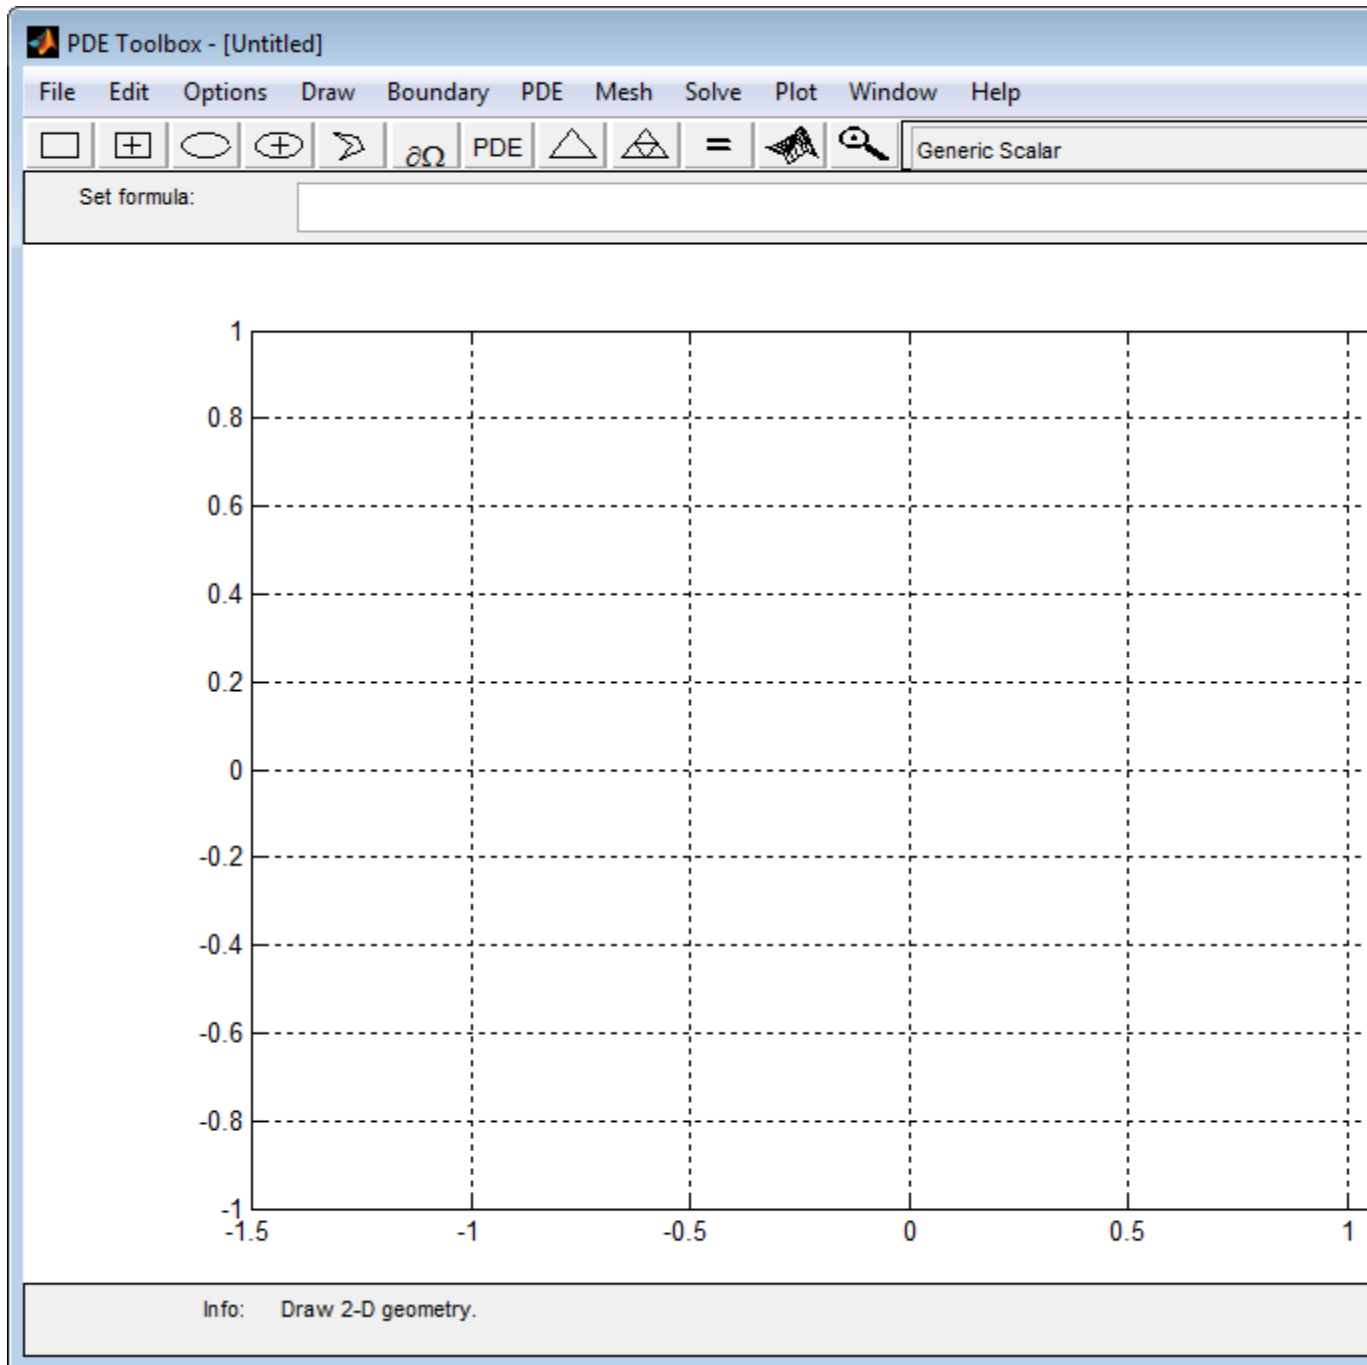 PDE Toolbox - [Untitled]
File Edit Options Draw Boundary PDE Mesh Solve Plot Window Help
∂Ω PDE = Generic Scalar
Set formula:
1
0.8
0.6
0.4
0.2
0
-0.2
-0.4
-0.6
-0.8
-1
-1.5 -1 -0.5 0 0.5 1
Info: Draw 2-D geometry.